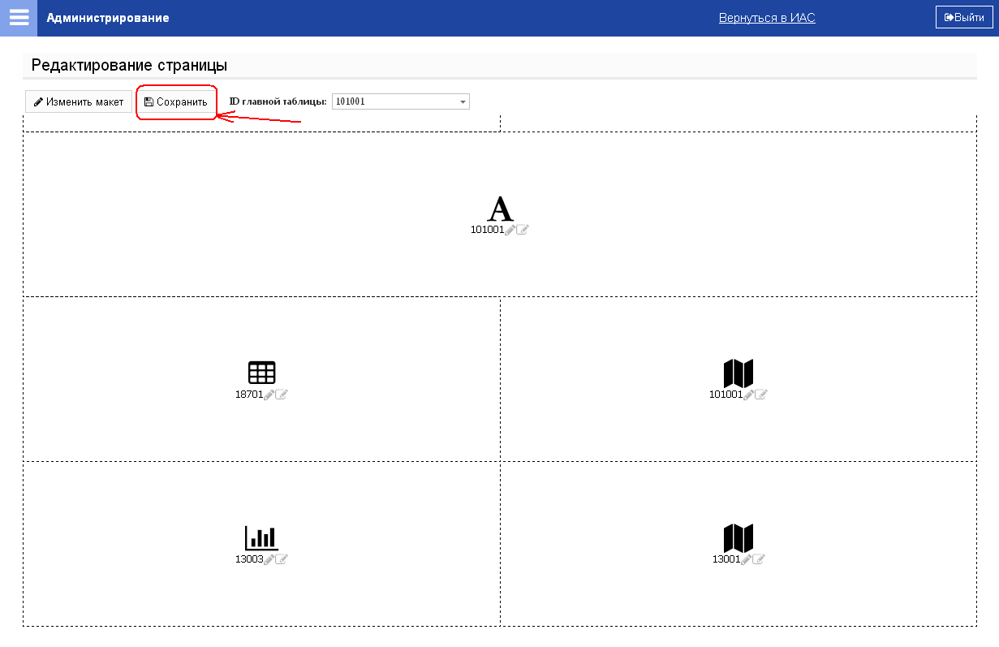 Администрирование
Вернуться в ИАС
Выйти
Редактирование страницы
Изменить макет
Сохранить
ID главной таблицы:
101001
A
101001
18701
101001
13003
13001